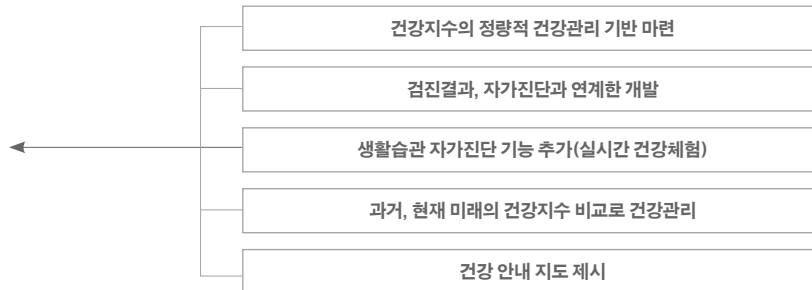 건강지수의 정량적 건강관리 기반 마련
검진결과, 자가진단과 연계한 개발
생활습관 자가진단 기능 추가(실시간 건강체험)
과거, 현재 미래의 건강지수 비교로 건강관리
건강 안내 지도 제시